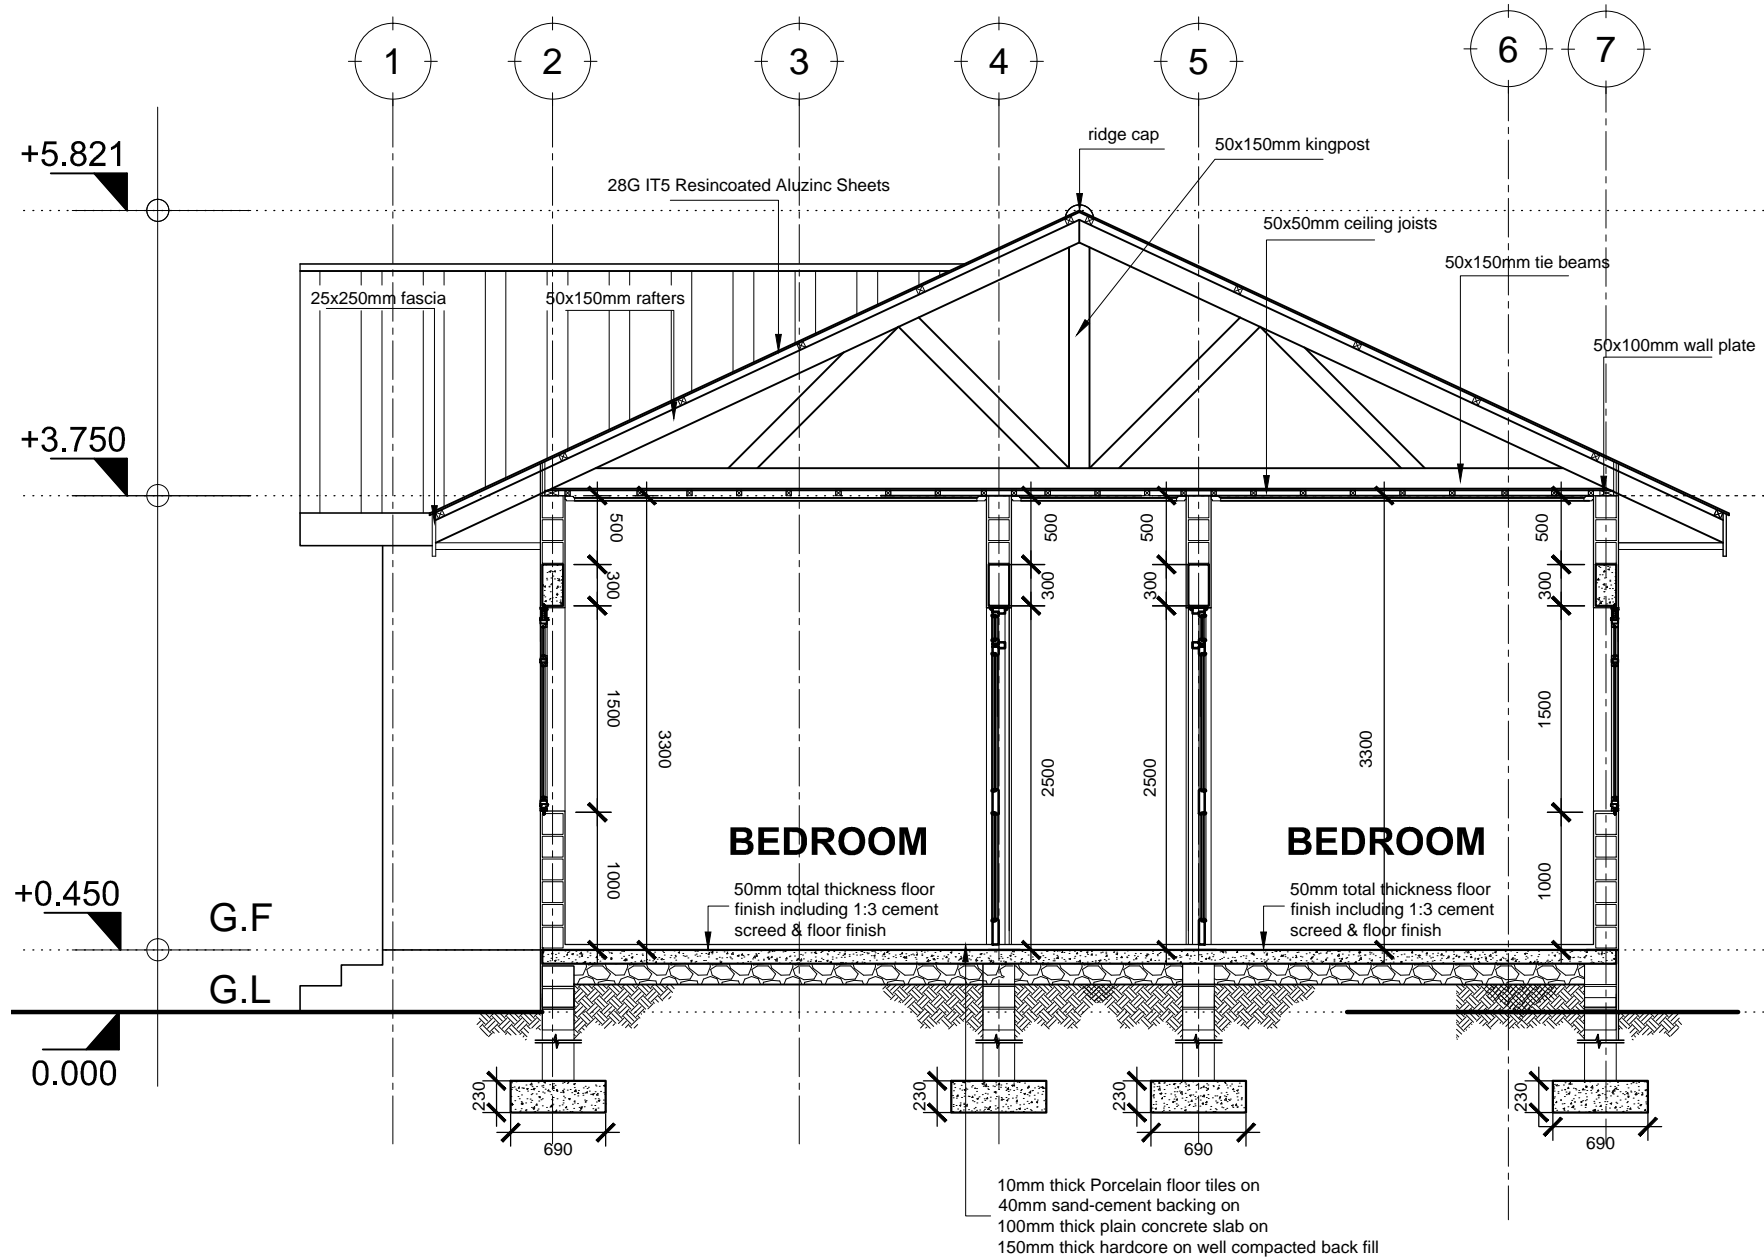 1
2
3
4
5
6
7
ridge cap
+5.821
50x150mm kingpost
28G IT5 Resincoated Aluzinc Sheets
50x50mm ceiling joists
50x150mm tie beams
25x250mm fascia
50x150mm rafters
50x100mm wall plate
+3.750
500
500
500
500
300
300
300
300
1500
3300
2500
2500
3300
1500
BEDROOM
BEDROOM
1000
50mm total thickness floor
finish including 1:3 cement
screed & floor finish
50mm total thickness floor
finish including 1:3 cement
screed & floor finish
1000
+0.450
G.F
G.L
0.000
230
230
230
230
690
690
690
10mm thick Porcelain floor tiles on
40mm sand-cement backing on
100mm thick plain concrete slab on
150mm thick hardcore on well compacted back fill